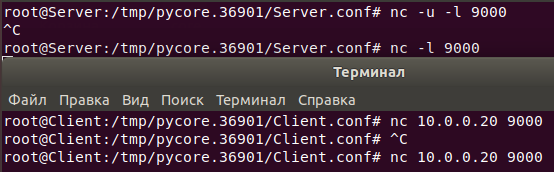 root@Server:/tmp/pycore.36901/Server.conf# nc -u -l 9000
^C
root@Server:/tmp/pycore.36901/Server.conf# nc -l 9000
Терминал
Файл Правка Вид Поиск Терминал Справка
root@Client:/tmp/pycore.36901/Client.conf# nc 10.0.0.20 9000
root@Client:/tmp/pycore.36901/Client.conf# ^C
root@Client:/tmp/pycore.36901/Client.conf# nc 10.0.0.20 9000